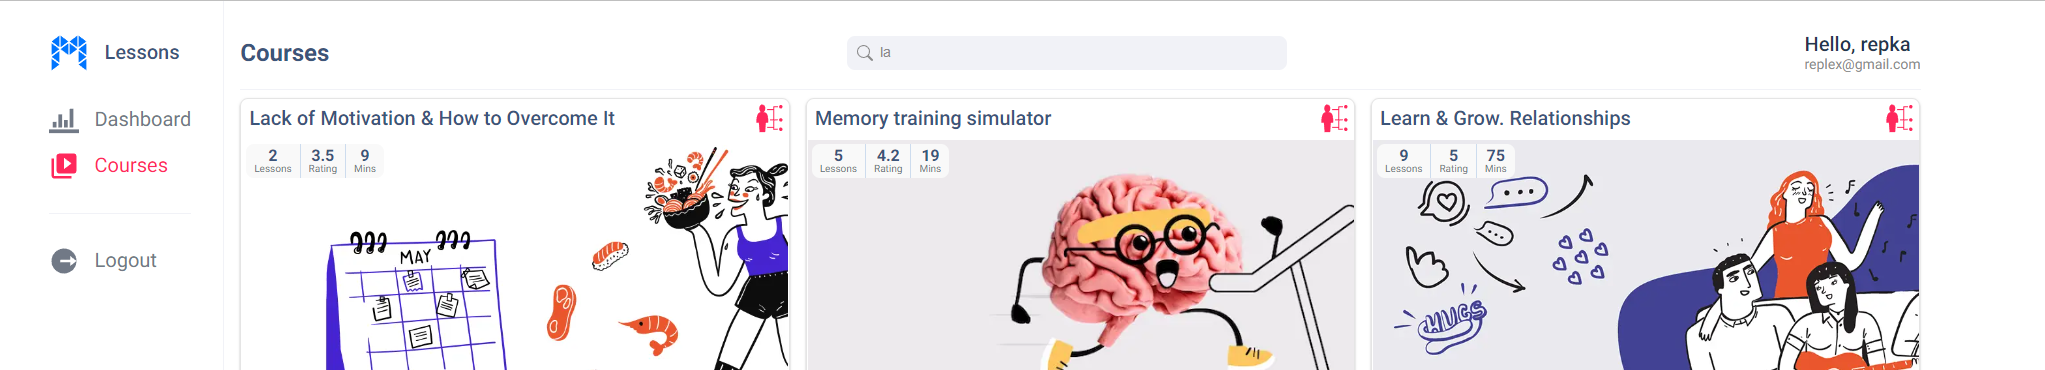 Lessons
Courses
la
Hello, repka
replex@gmail.com
Dashboard
Courses
Logout
Lack of Motivation & How to Overcome It
2 3.5 9
Lessons Rating Mins
MAY
Memory training simulator
5 4.2 19
Lessons Rating Mins
Learn & Grow. Relationships
9 5 75
Lessons Rating Mins
HUGS